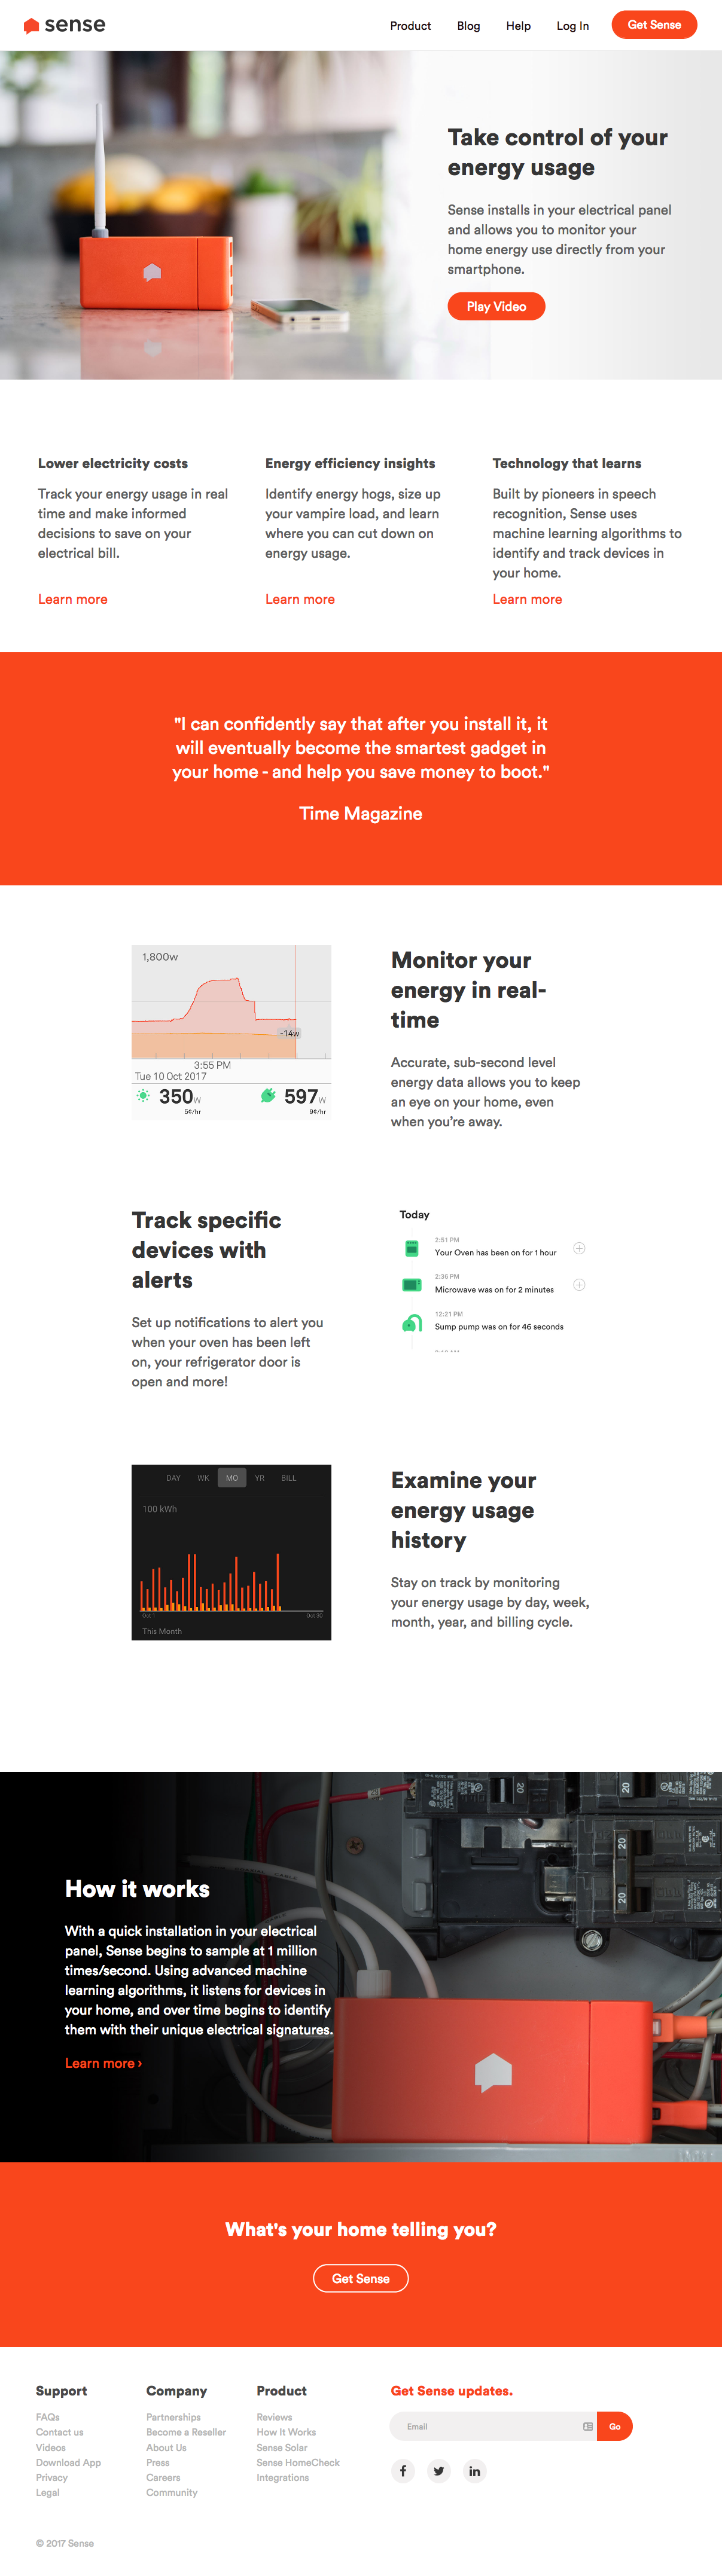 sense
Product
Blog
Help
Log In
Get Sense
Take control of your
energy usage
Sense installs in your electrical panel
and allows you to monitor your
home energy use directly from your
smartphone.
Play Video
Lower electricity costs
Track your energy usage in real
time and make informed
decisions to save on your
electrical bill.
Learn more
Energy efficiency insights
Identify energy hogs, size up
your vampire load, and learn
where you can cut down on
energy usage.
Learn more
Technology that learns
Built by pioneers in speech
recognition, Sense uses
machine learning algorithms to
identify and track devices in
your home.
Learn more
"I can confidently say that after you install it, it
will eventually become the smartest gadget in
your home - and help you save money to boot."
Time Magazine
1,800w
-14w
3:55 PM
Tue 10 Oct 2017
350w
5¢/hr
597w
9¢/hr
Monitor your
energy in real-
time
Accurate, sub-second level
energy data allows you to keep
an eye on your home, even
when you’re away.
Track specific
devices with
alerts
Set up notifications to alert you
when your oven has been left
on, your refrigerator door is
open and more!
Today
2:51 PM
Your Oven has been on for 1 hour
2:36 PM
Microwave was on for 2 minutes
12:21 PM
Sump pump was on for 46 seconds
DAY WK MO YR BILL
100 kWh
Oct 1
Oct 30
This Month
Examine your
energy usage
history
Stay on track by monitoring
your energy usage by day, week,
month, year, and billing cycle.
20
20
20
20
How it works
With a quick installation in your electrical
panel, Sense begins to sample at 1 million
times/second. Using advanced machine
learning algorithms, it listens for devices in
your home, and over time begins to identify
them with their unique electrical signatures.
Learn more ›
What's your home telling you?
Get Sense
Support
FAQs
Contact us
Videos
Download App
Privacy
Legal
Company
Partnerships
Become a Reseller
About Us
Press
Careers
Community
Product
Reviews
How It Works
Sense Solar
Sense HomeCheck
Integrations
Get Sense updates.
Email
Go
© 2017 Sense